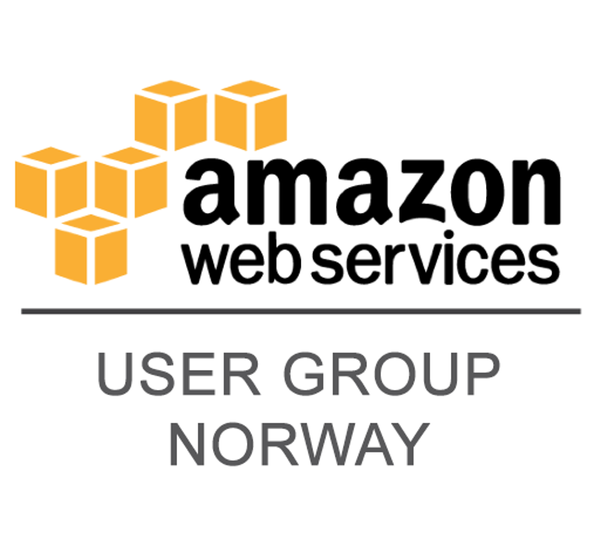 amazon
web services
USER GROUP
NORWAY